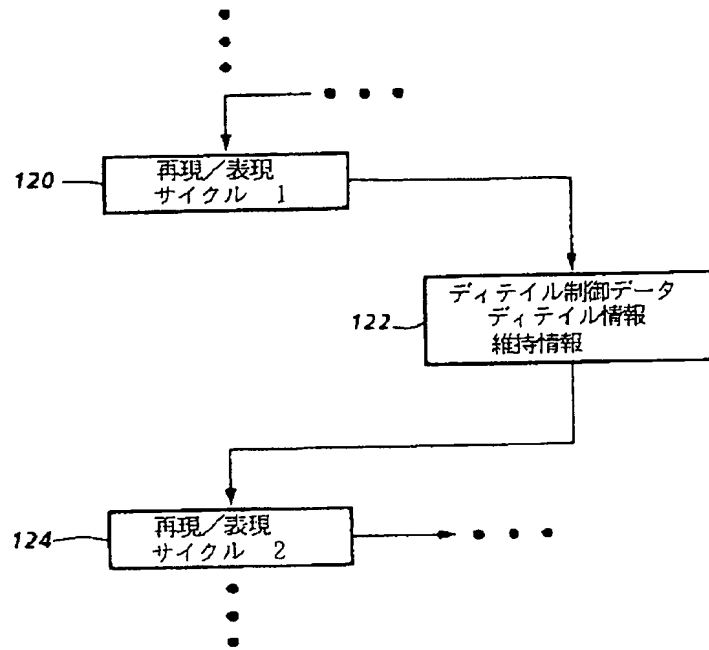 120
再現／表現
サイクル 1
122
ディテイル制御データ
ディテイル情報
維持情報
124
再現／表現
サイクル 2